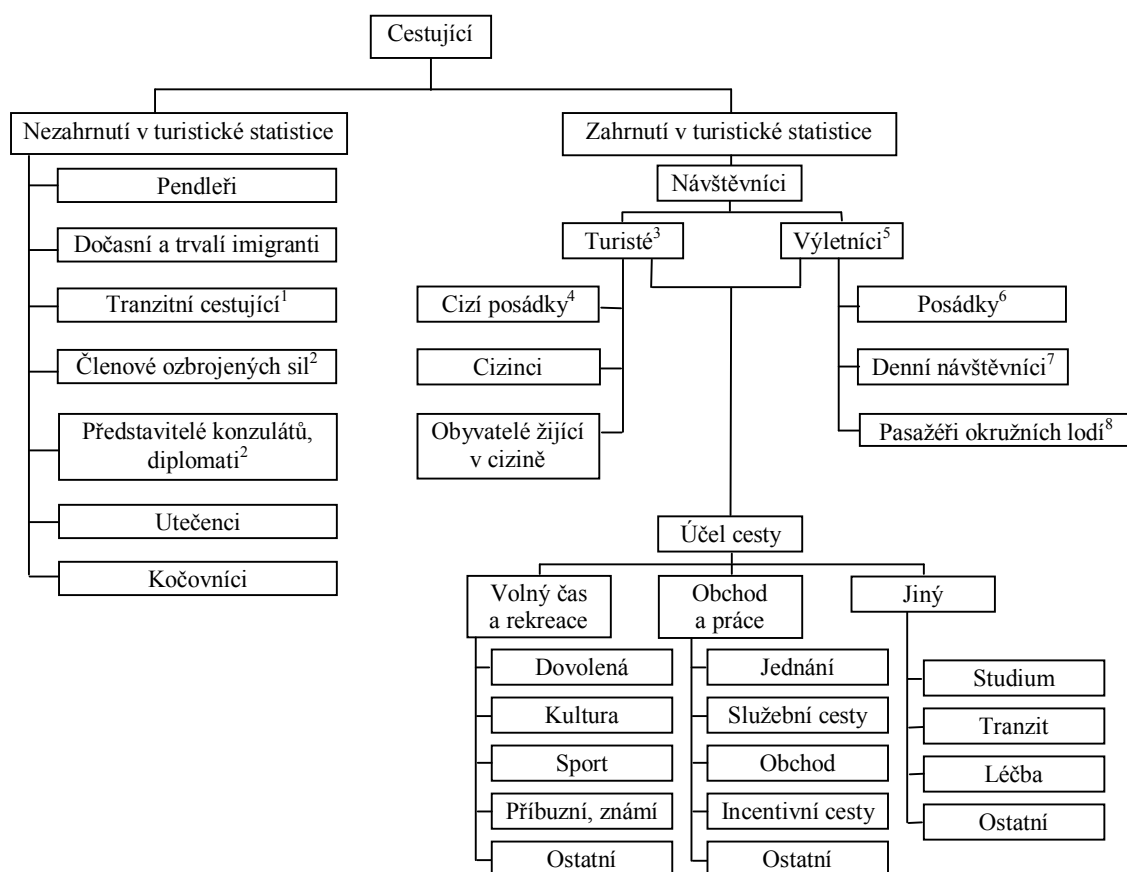 Cestující
Nezahrnutí v turistické statistice
Zahrnutí v turistické statistice
Pendleři
Dočasní a trvalí imigranti
Tranzitní cestující¹
Členové ozbrojených sil²
Představitelé konzulátů,
diplomati²
Utečenci
Kočovníci
Návštěvníci
Turisté³
Výletníci⁵
Cizí posádky⁴
Cizinci
Obyvatelé žijící
v cizině
Posádky⁶
Denní návštěvníci⁷
Pasažéři okružních lodí⁸
Účel cesty
Volný čas
a rekreace
Dovolená
Kultura
Sport
Příbuzní, známí
Ostatní
Obchod
a práce
Jednání
Služební cesty
Obchod
Incentivní cesty
Ostatní
Jiný
Studium
Tranzit
Léčba
Ostatní